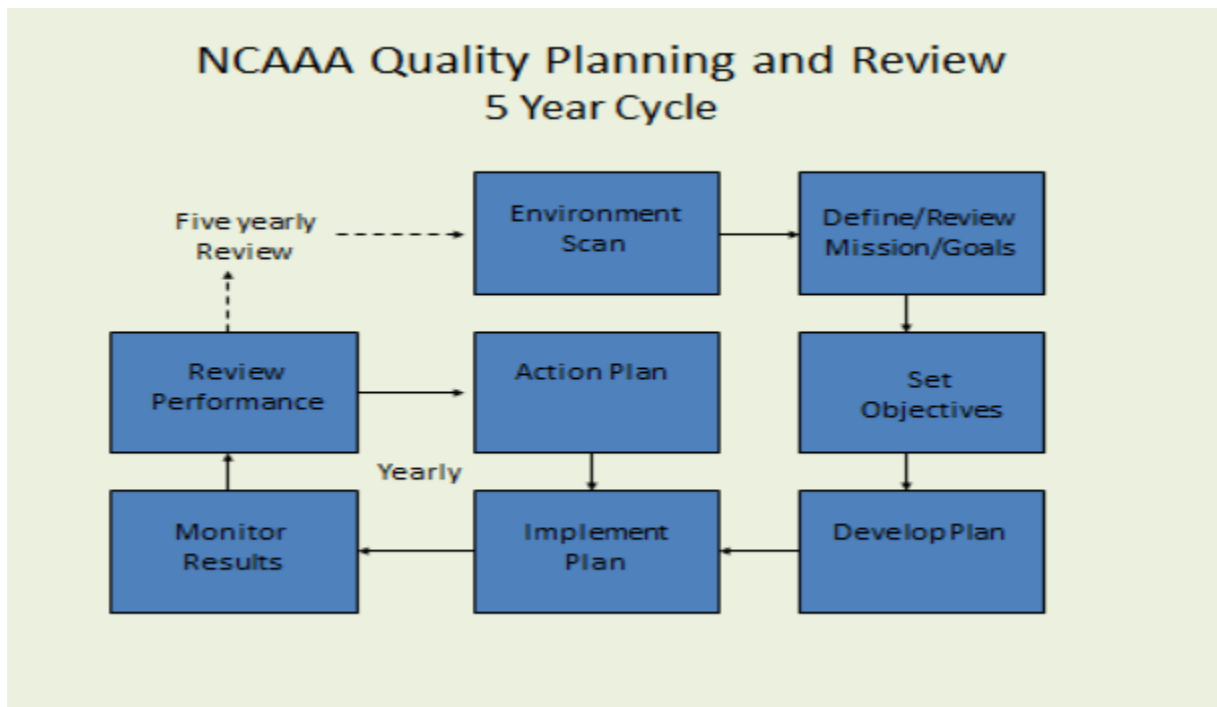 NCAAA Quality Planning and Review
5 Year Cycle
Five yearly
Review
Environment
Scan
Define/Review
Mission/Goals
Review
Performance
Action Plan
Set
Objectives
Yearly
Monitor
Results
Implement
Plan
Develop Plan